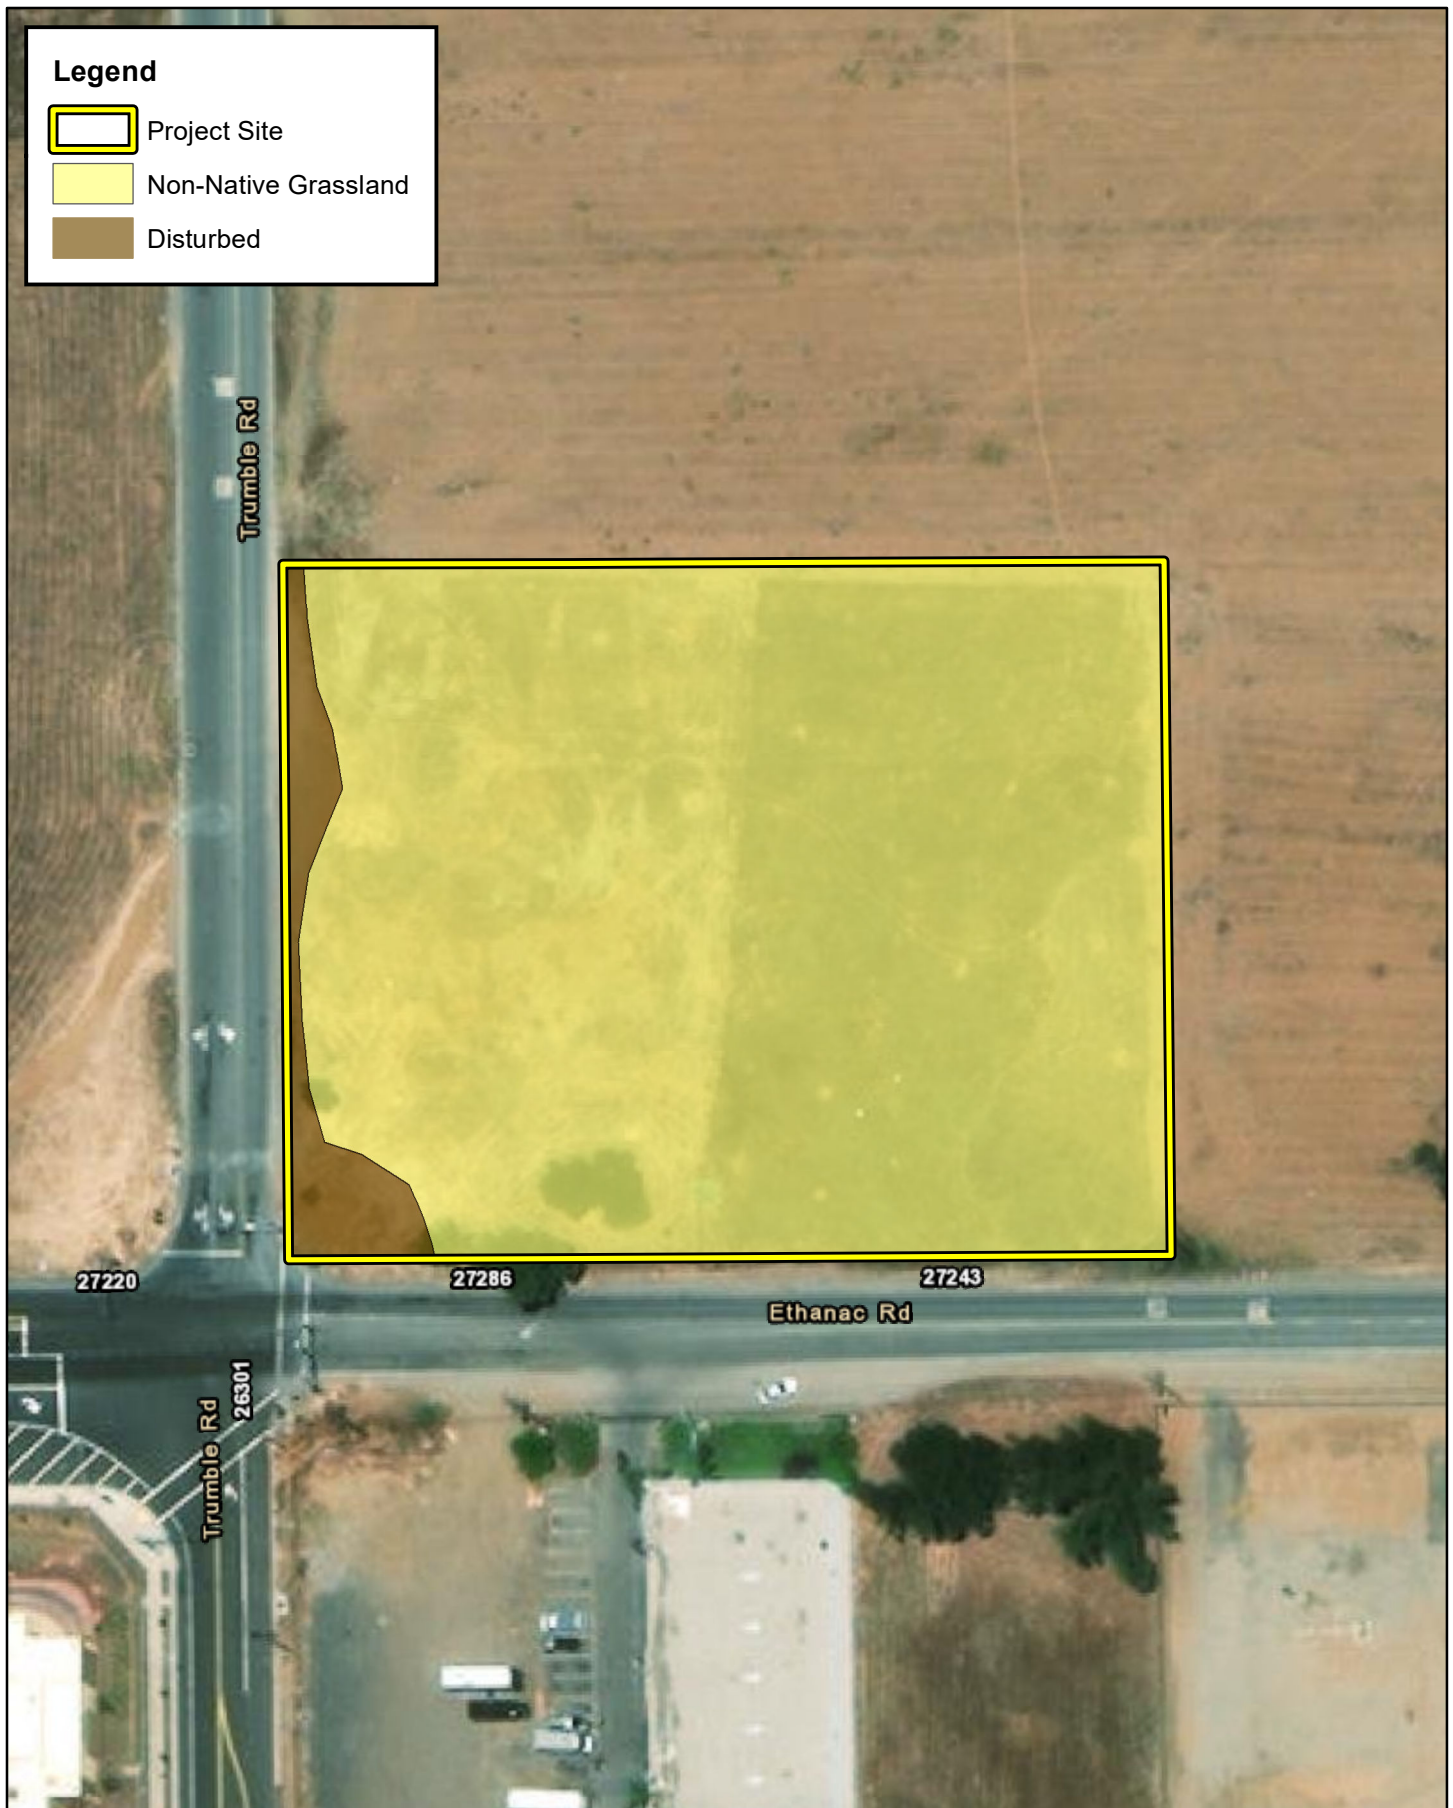 Legend
Project Site
Non-Native Grassland
Disturbed
Trumble Rd
27220
27286
27243
Ethanac Rd
26301
Trumble Rd